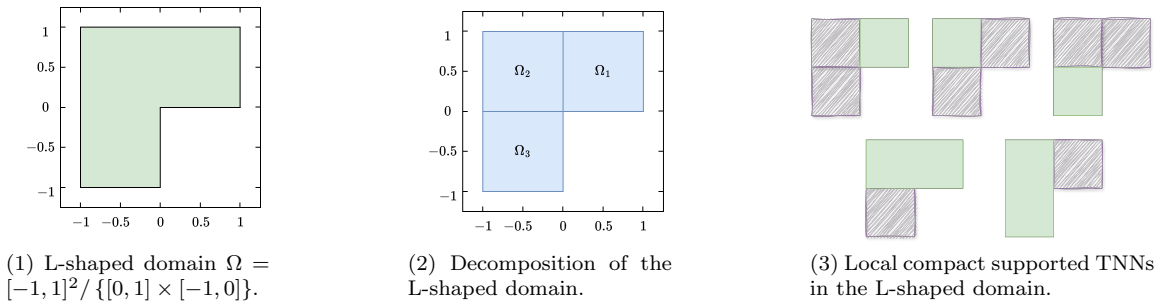 1
0.5
0
−0.5
−1
−1 −0.5 0 0.5 1
(1) L-shaped domain Ω =
[−1, 1]²/ {[0, 1] × [−1, 0]}.
1
0.5
0
−0.5
−1
Ω₂ Ω₁
Ω₃
−1 −0.5 0 0.5 1
(2) Decomposition of the
L-shaped domain.
(3) Local compact supported TNNs
in the L-shaped domain.